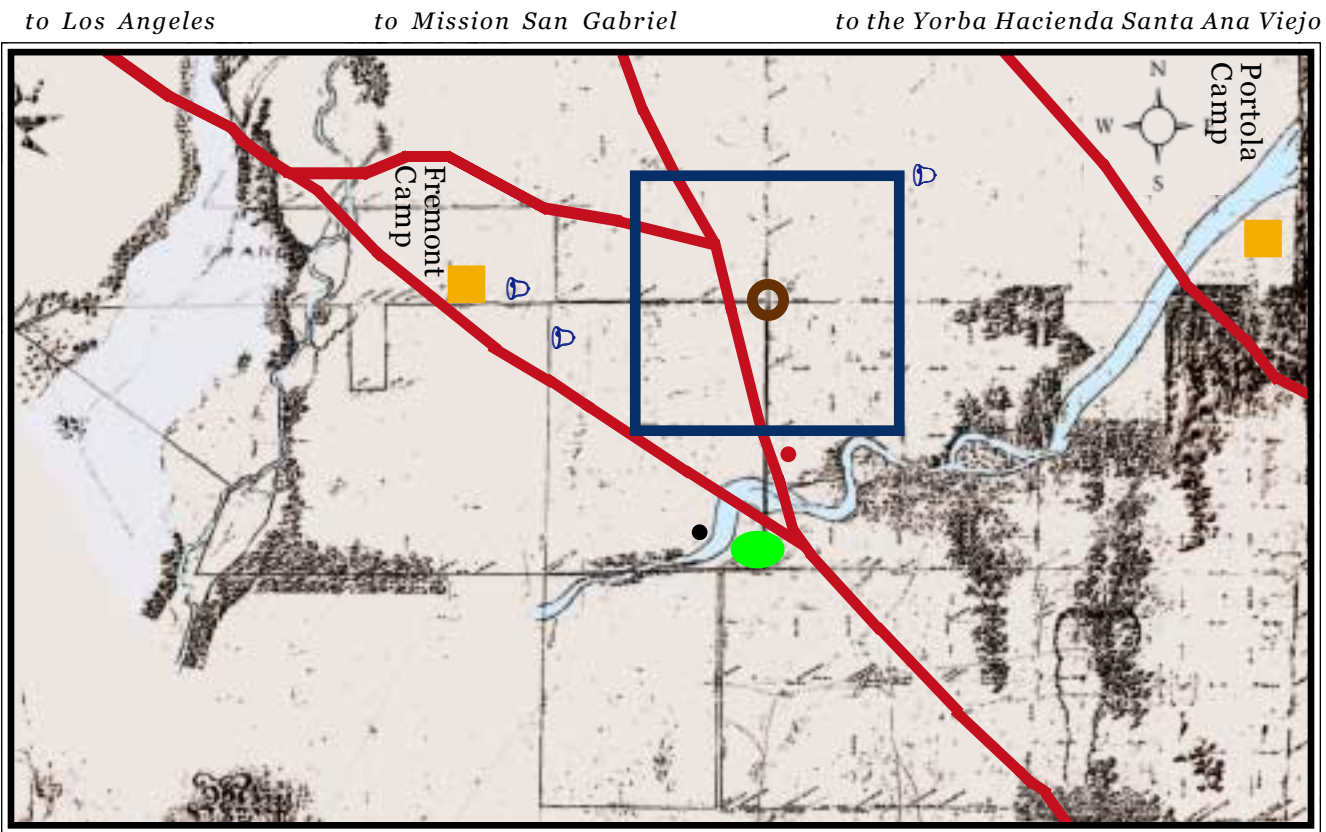 to Los Angeles
to Mission San Gabriel
to the Yorba Hacienda Santa Ana Viejo
Portola
Camp
N
W
S
Fremont
Camp